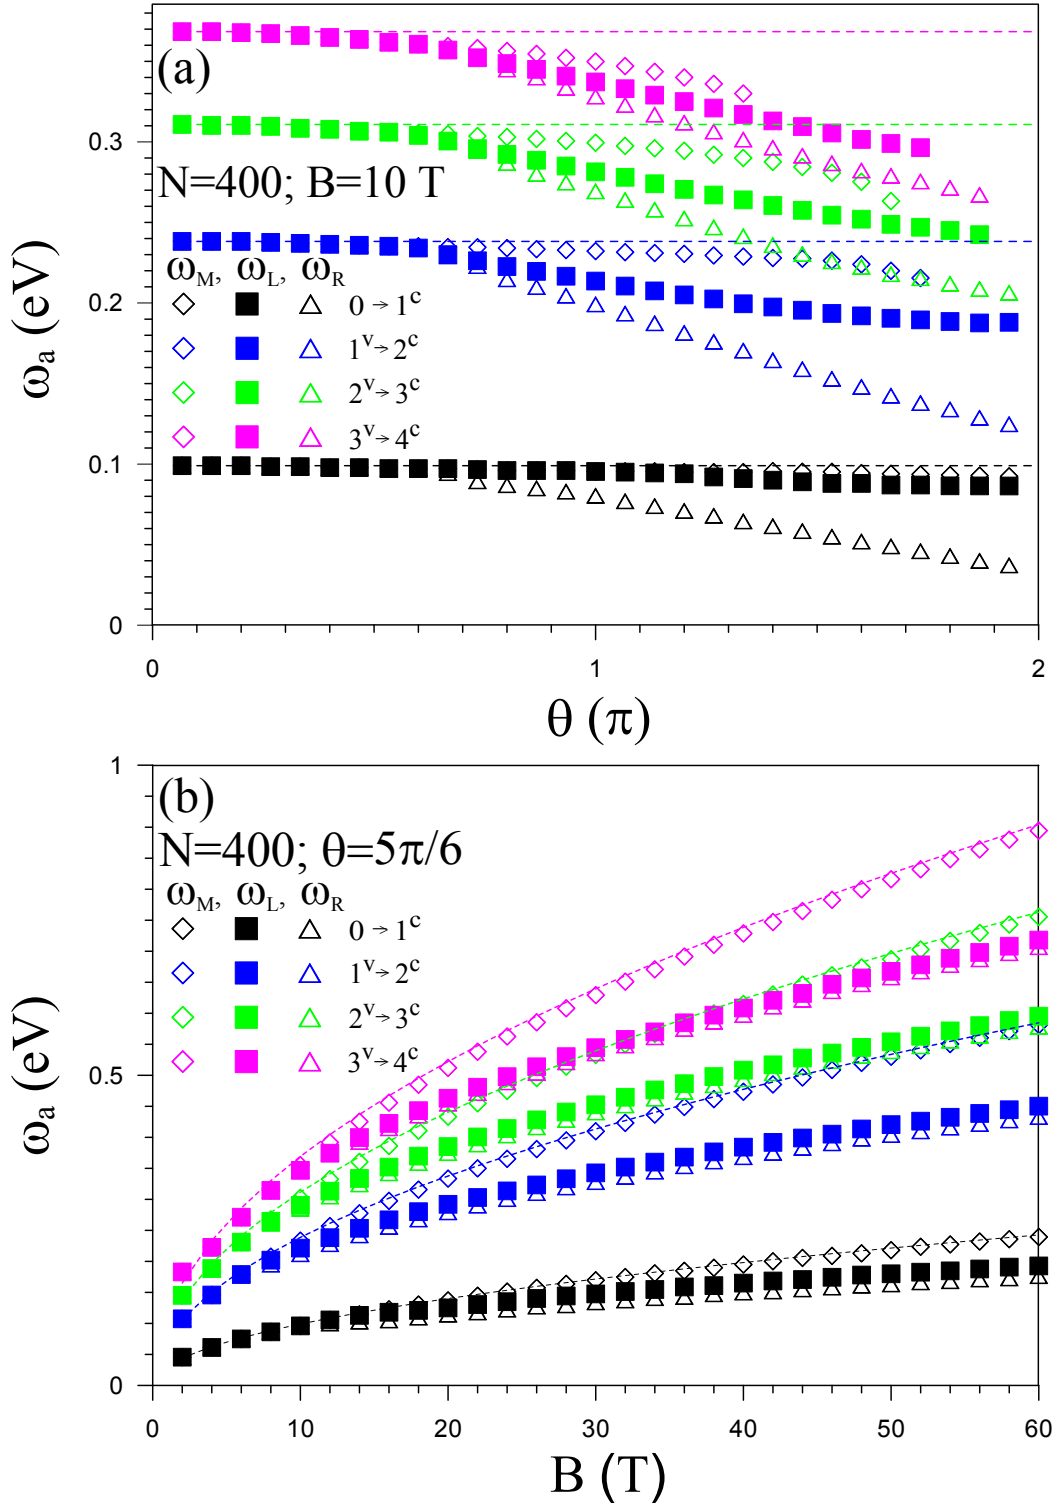 (a)
0.3
N=400; B=10 T
ω_M, ω_L, ω_R
0→1^c
0.2
1^v→2^c
2^v→3^c
3^v→4^c
0.1
0
ω_a (eV)
0 1 2
θ (π)
1
(b)
N=400; θ=5π/6
ω_M, ω_L, ω_R
0→1^c
1^v→2^c
2^v→3^c
3^v→4^c
0.5
0
ω_a (eV)
0 10 20 30 40 50 60
B (T)